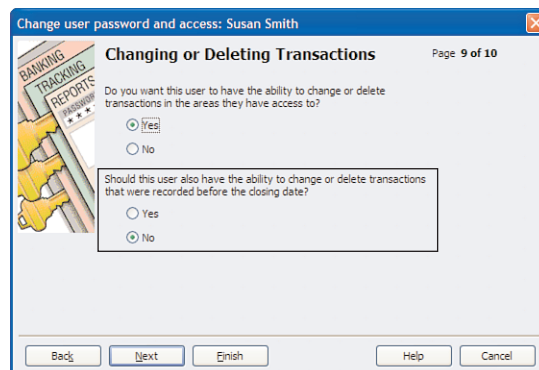 Change user password and access: Susan Smith
BANKING
TRACKING
REPORTS
PASSWORD
****
Changing or Deleting Transactions
Page 9 of 10
Do you want this user to have the ability to change or delete
transactions in the areas they have access to?
Yes
No
Should this user also have the ability to change or delete transactions
that were recorded before the closing date?
Yes
No
Back
Next
Finish
Help
Cancel